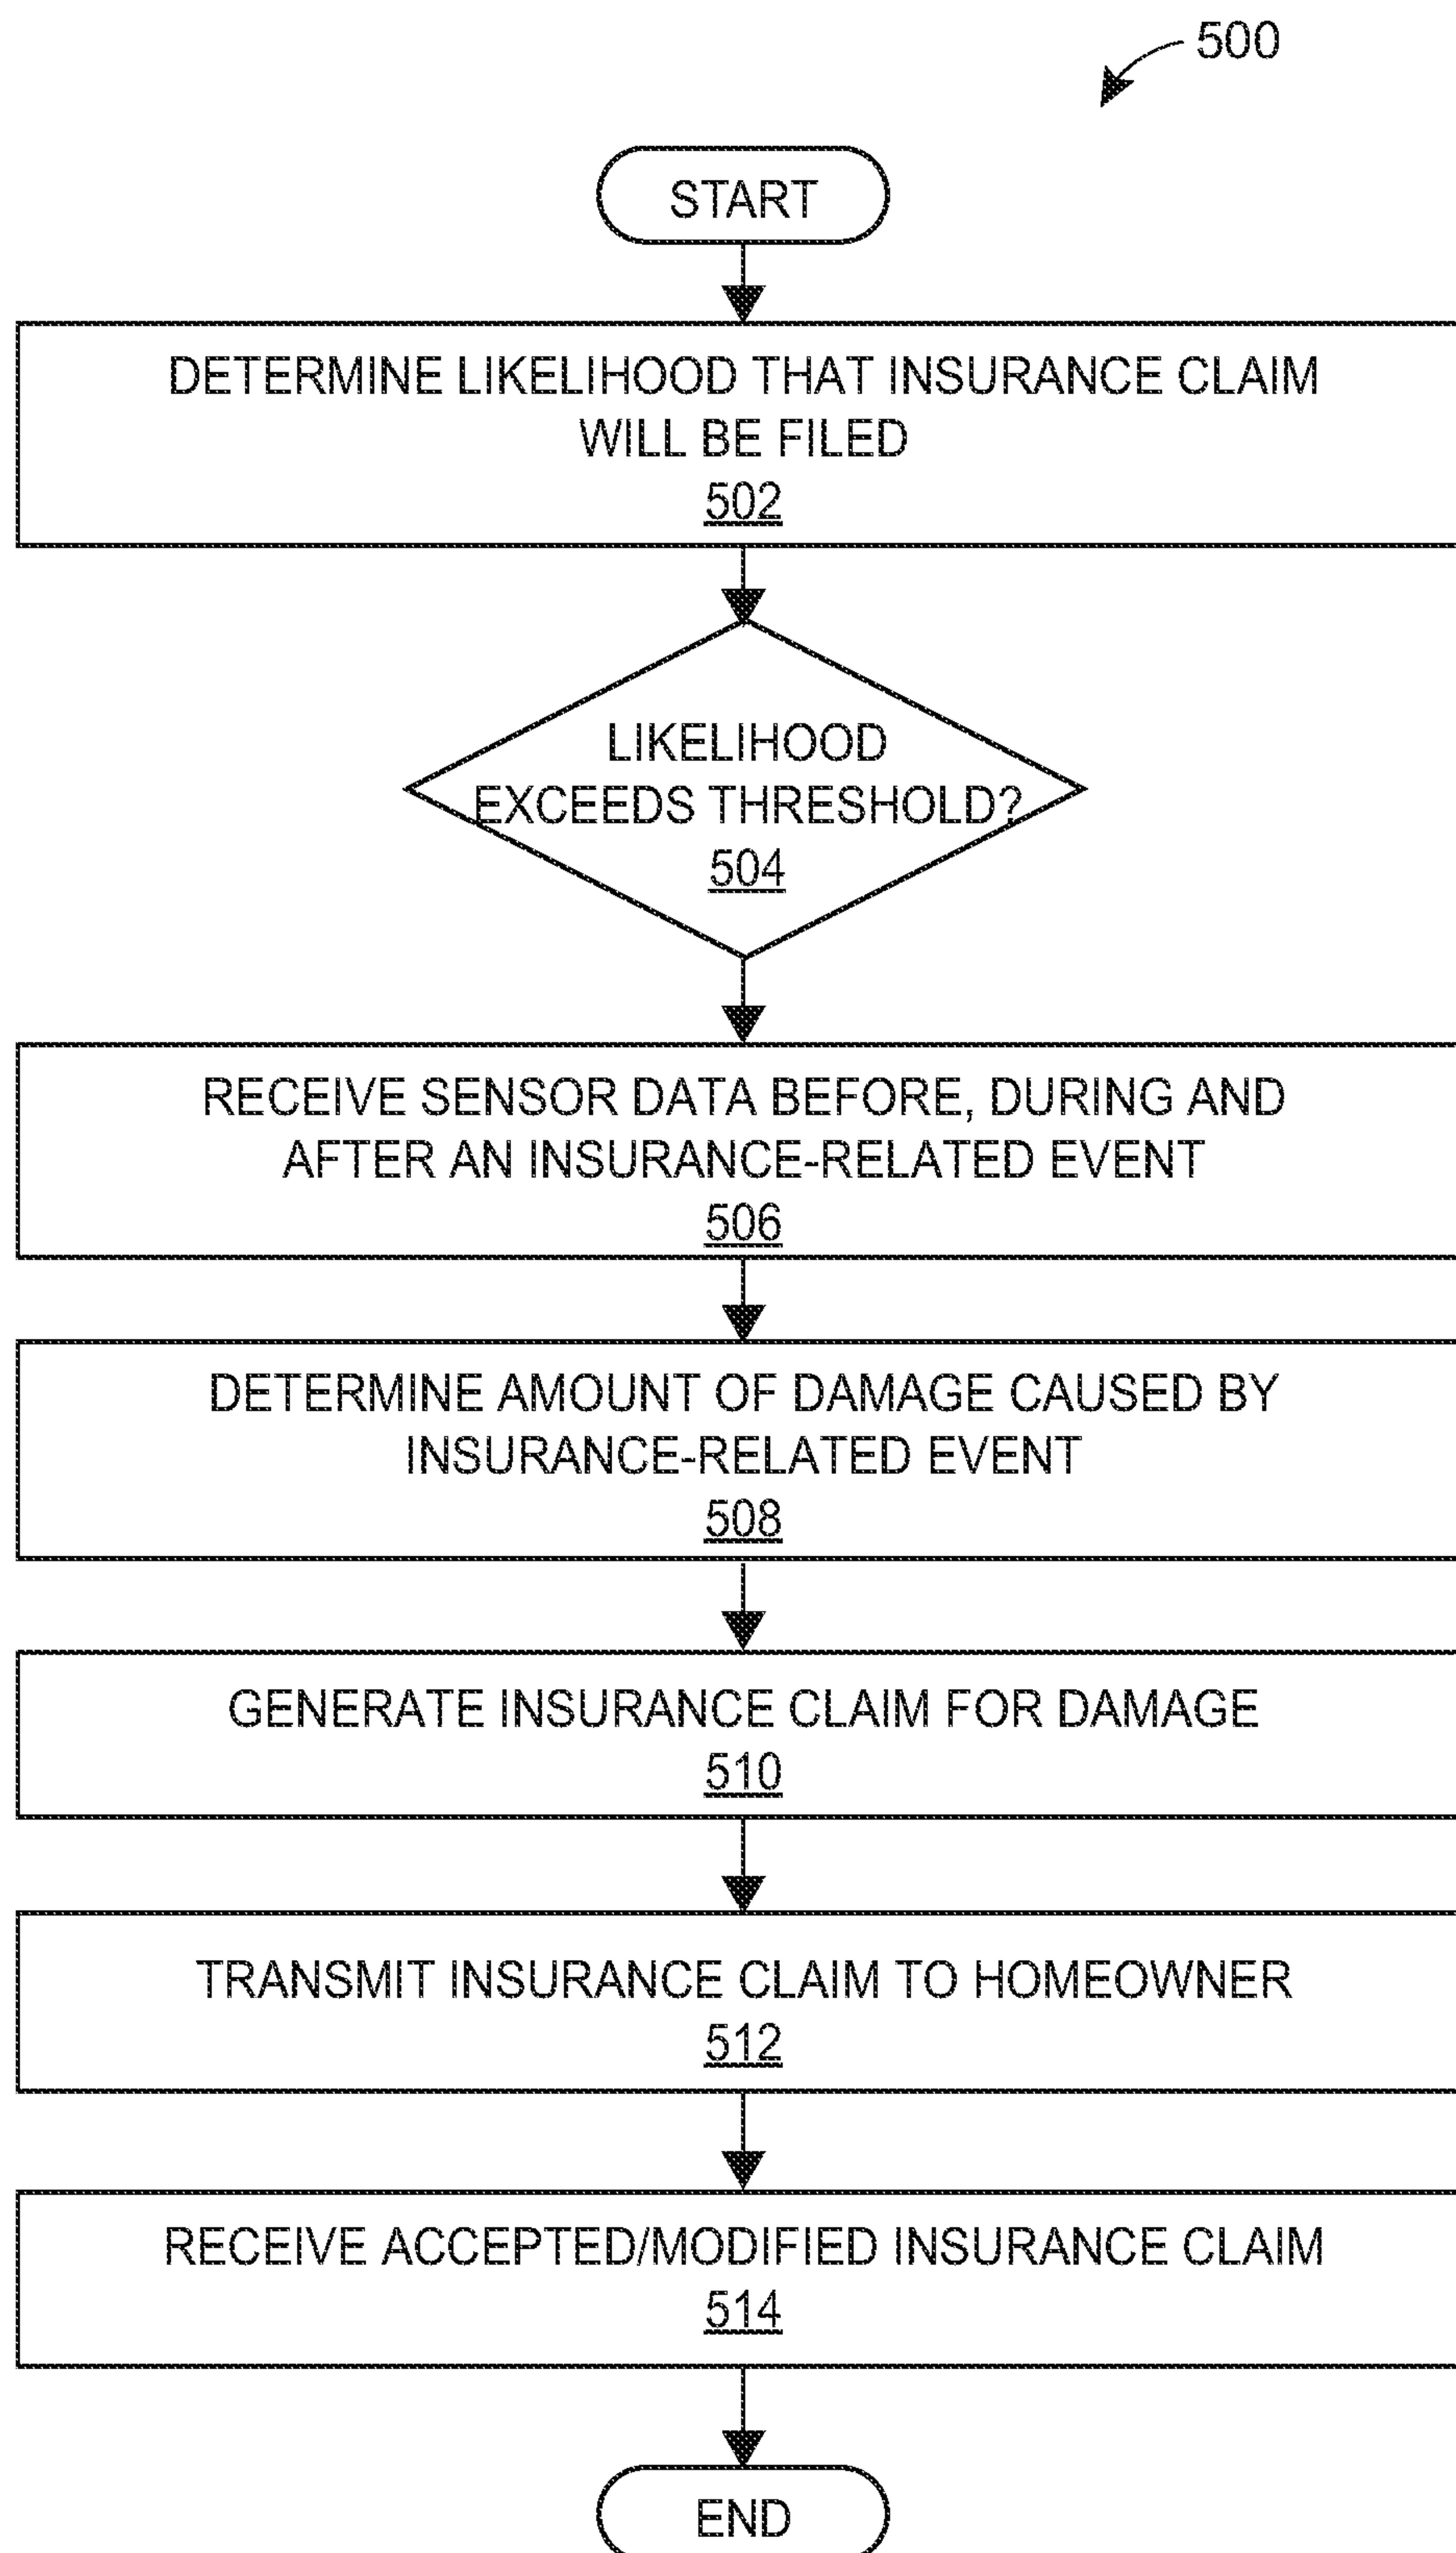 500
START
DETERMINE LIKELIHOOD THAT INSURANCE CLAIM
WILL BE FILED
502
LIKELIHOOD
EXCEEDS THRESHOLD?
504
RECEIVE SENSOR DATA BEFORE, DURING AND
AFTER AN INSURANCE-RELATED EVENT
506
DETERMINE AMOUNT OF DAMAGE CAUSED BY
INSURANCE-RELATED EVENT
508
GENERATE INSURANCE CLAIM FOR DAMAGE
510
TRANSMIT INSURANCE CLAIM TO HOMEOWNER
512
RECEIVE ACCEPTED/MODIFIED INSURANCE CLAIM
514
END